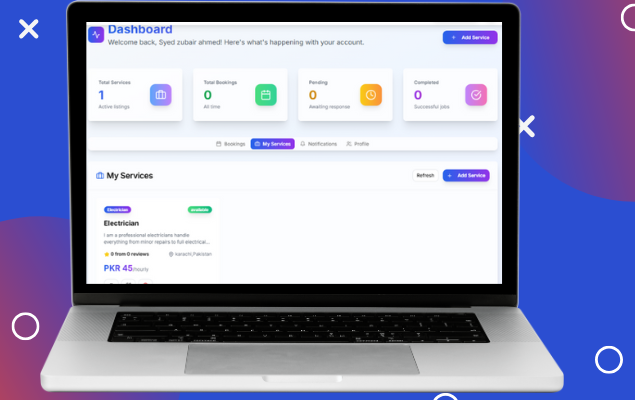 Dashboard
Welcome back, Syed zubair ahmed! Here's what's happening with your account.
+ Add Service
Total Services
1
Active listings
Total Bookings
0
All time
Pending
0
Awaiting response
Completed
0
Successful jobs
Bookings
My Services
Notifications
Profile
My Services
Refresh
+ Add Service
Electrician
available
Electrician
I am a professional electricians handle
everything from minor repairs to full electrical...
0 from 0 reviews
karachi,Pakistan
PKR 45/hourly